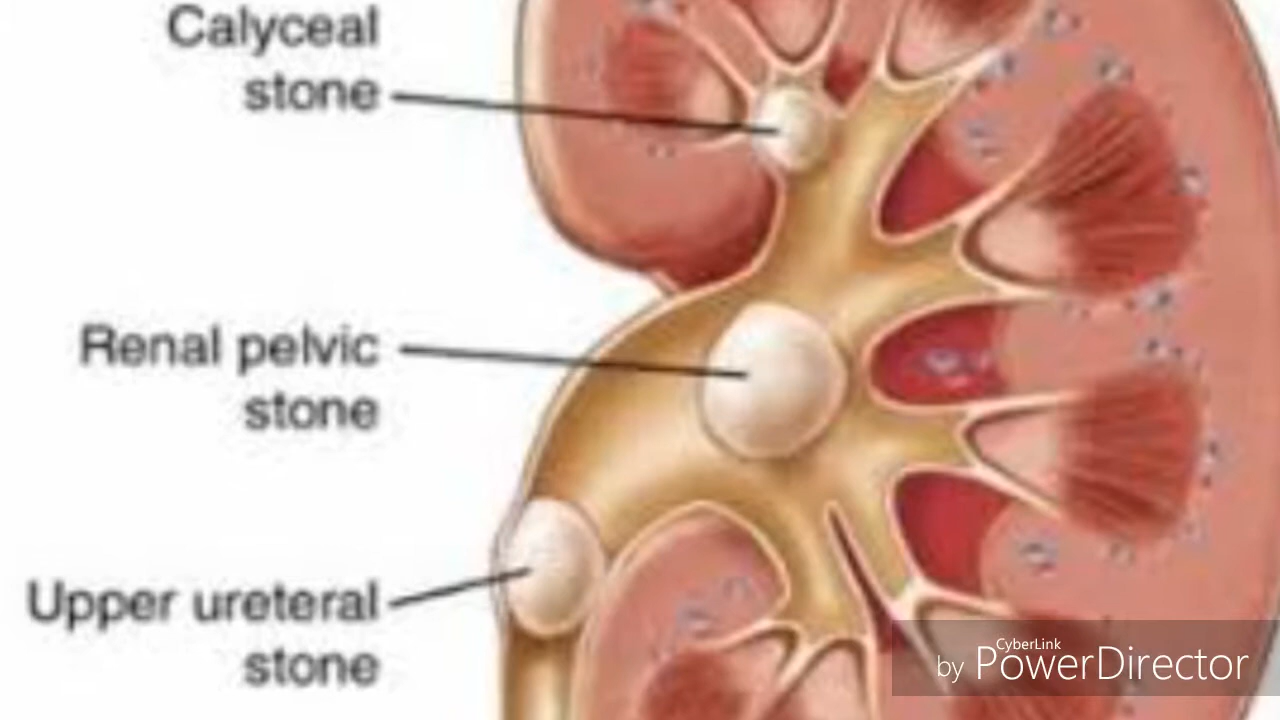 Calyceal
stone
Renal pelvic
stone
Upper ureteral
stone
CyberLink
by PowerDirector